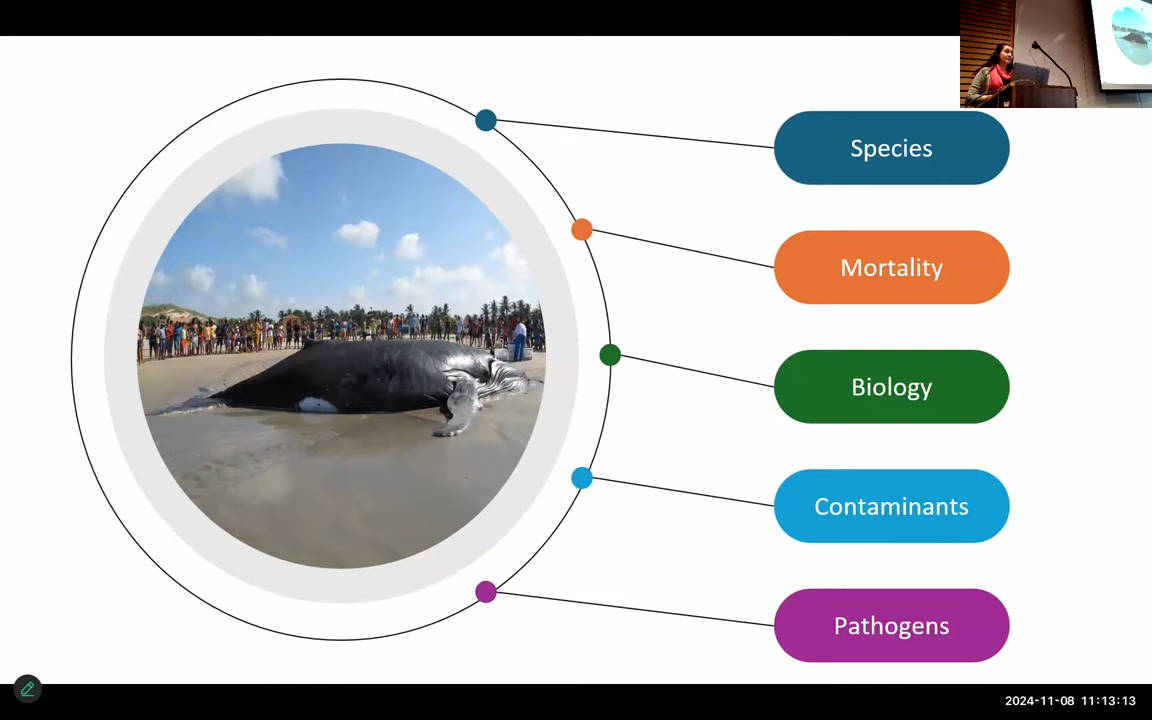 Species
Mortality
Biology
Contaminants
Pathogens
2024-11-08 11:13:13